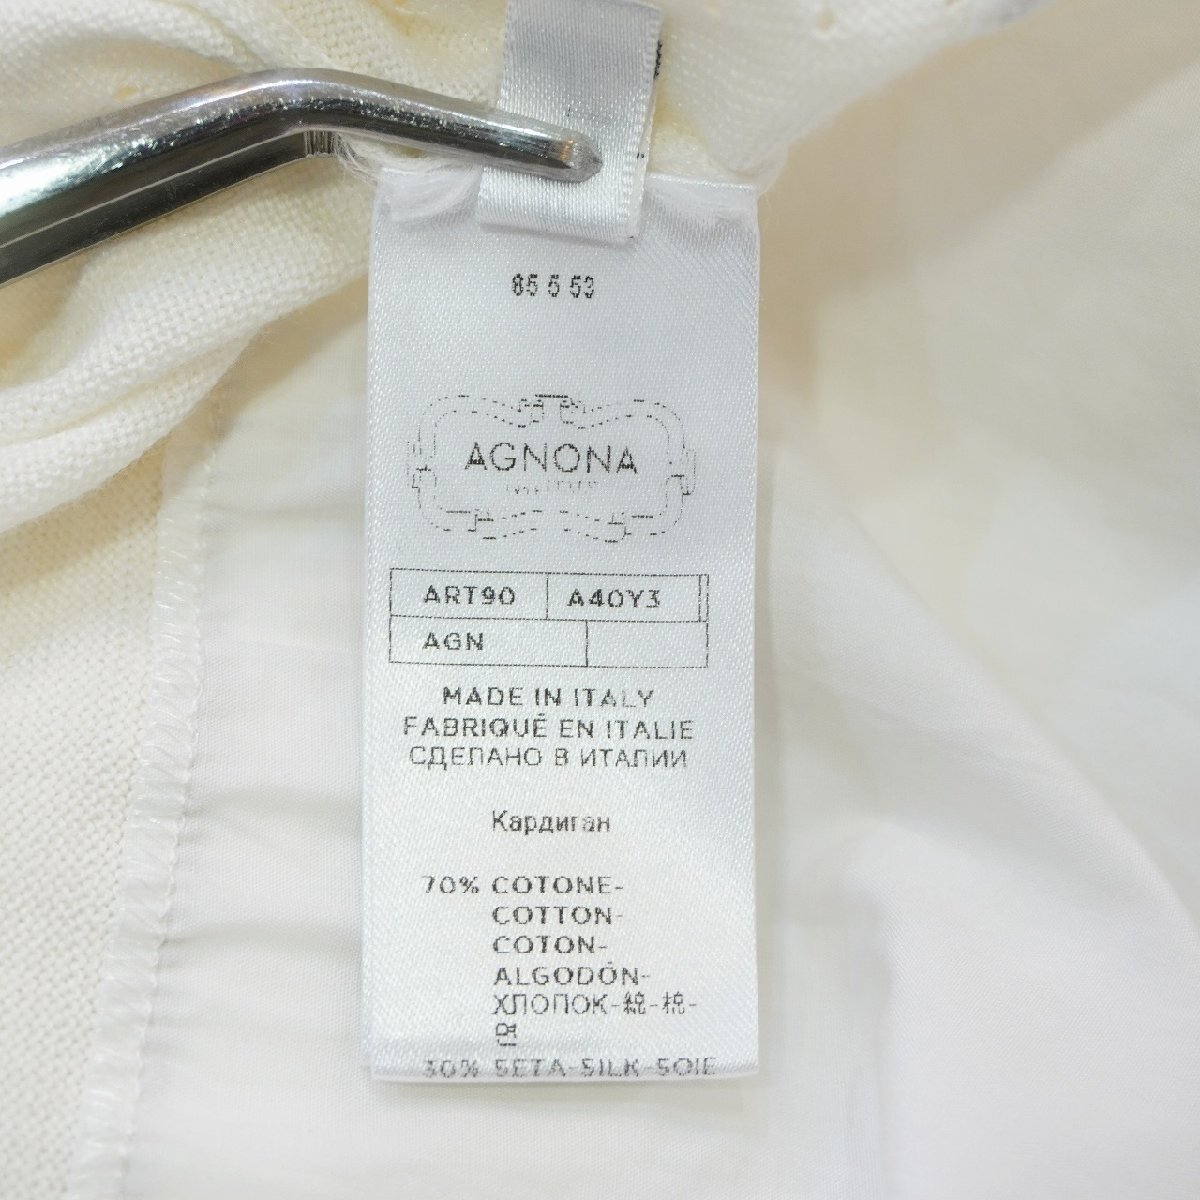 85 5 53
AGNONA
ART90 A40Y3
AGN
MADE IN ITALY
FABRIQUÉ EN ITALIE
СДЕЛАНО В ИТАЛИИ
Кардиган
70% COTONE-
COTTON-
COTON-
ALGODÓN-
ХЛОПОК-綿-棉-
면
30% SETA-SILK-SOIE